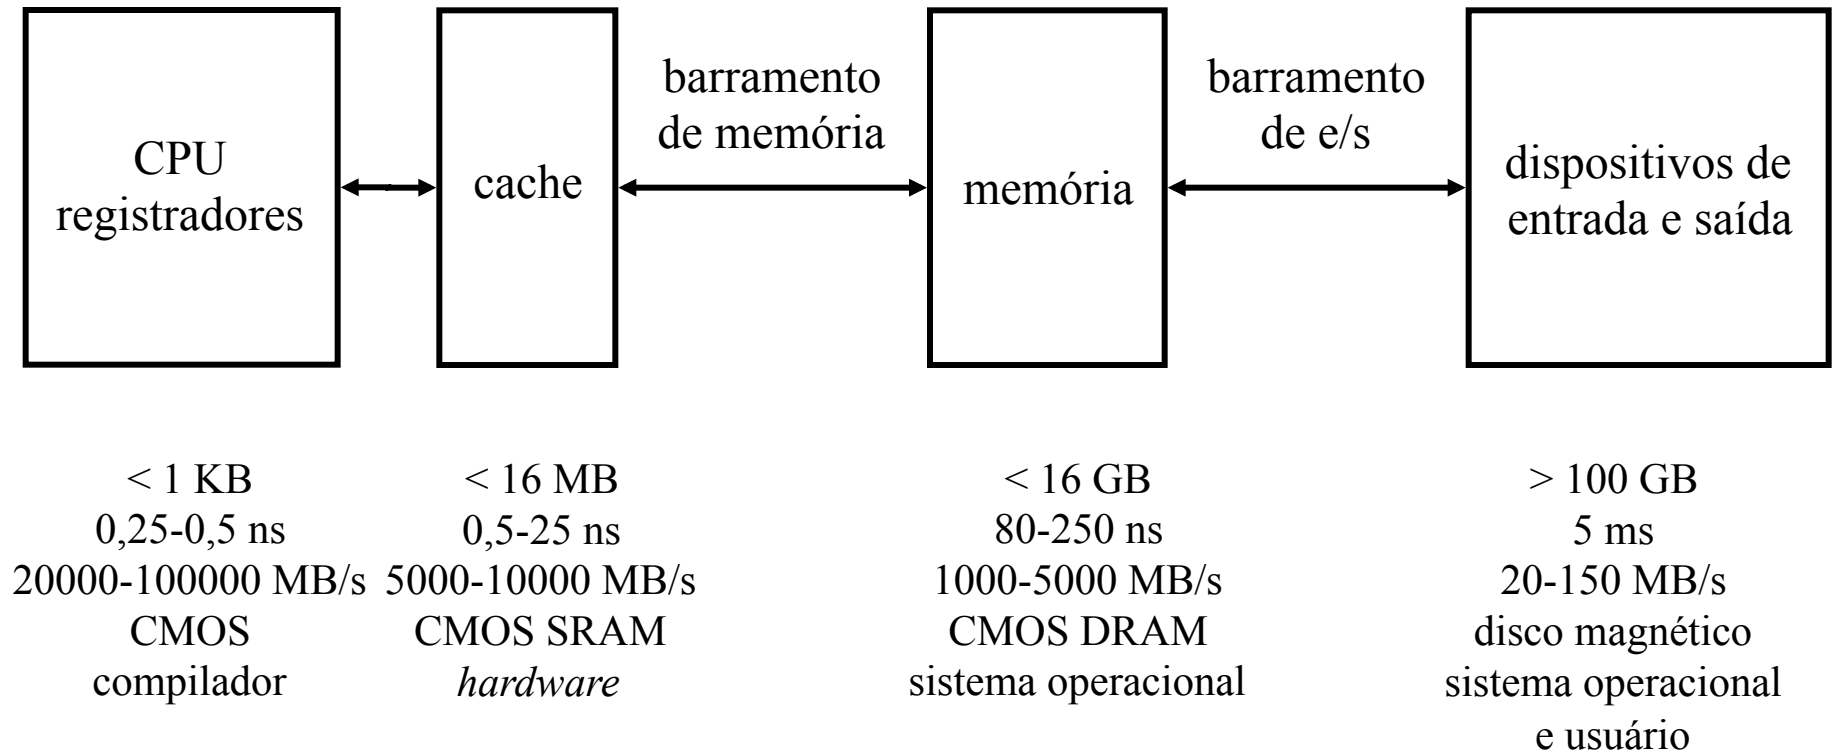 CPU
registradores
cache
barramento
de memória
memória
barramento
de e/s
dispositivos de
entrada e saída
< 1 KB
0,25-0,5 ns
20000-100000 MB/s
CMOS
compilador
< 16 MB
0,5-25 ns
5000-10000 MB/s
CMOS SRAM
hardware
< 16 GB
80-250 ns
1000-5000 MB/s
CMOS DRAM
sistema operacional
> 100 GB
5 ms
20-150 MB/s
disco magnético
sistema operacional
e usuário